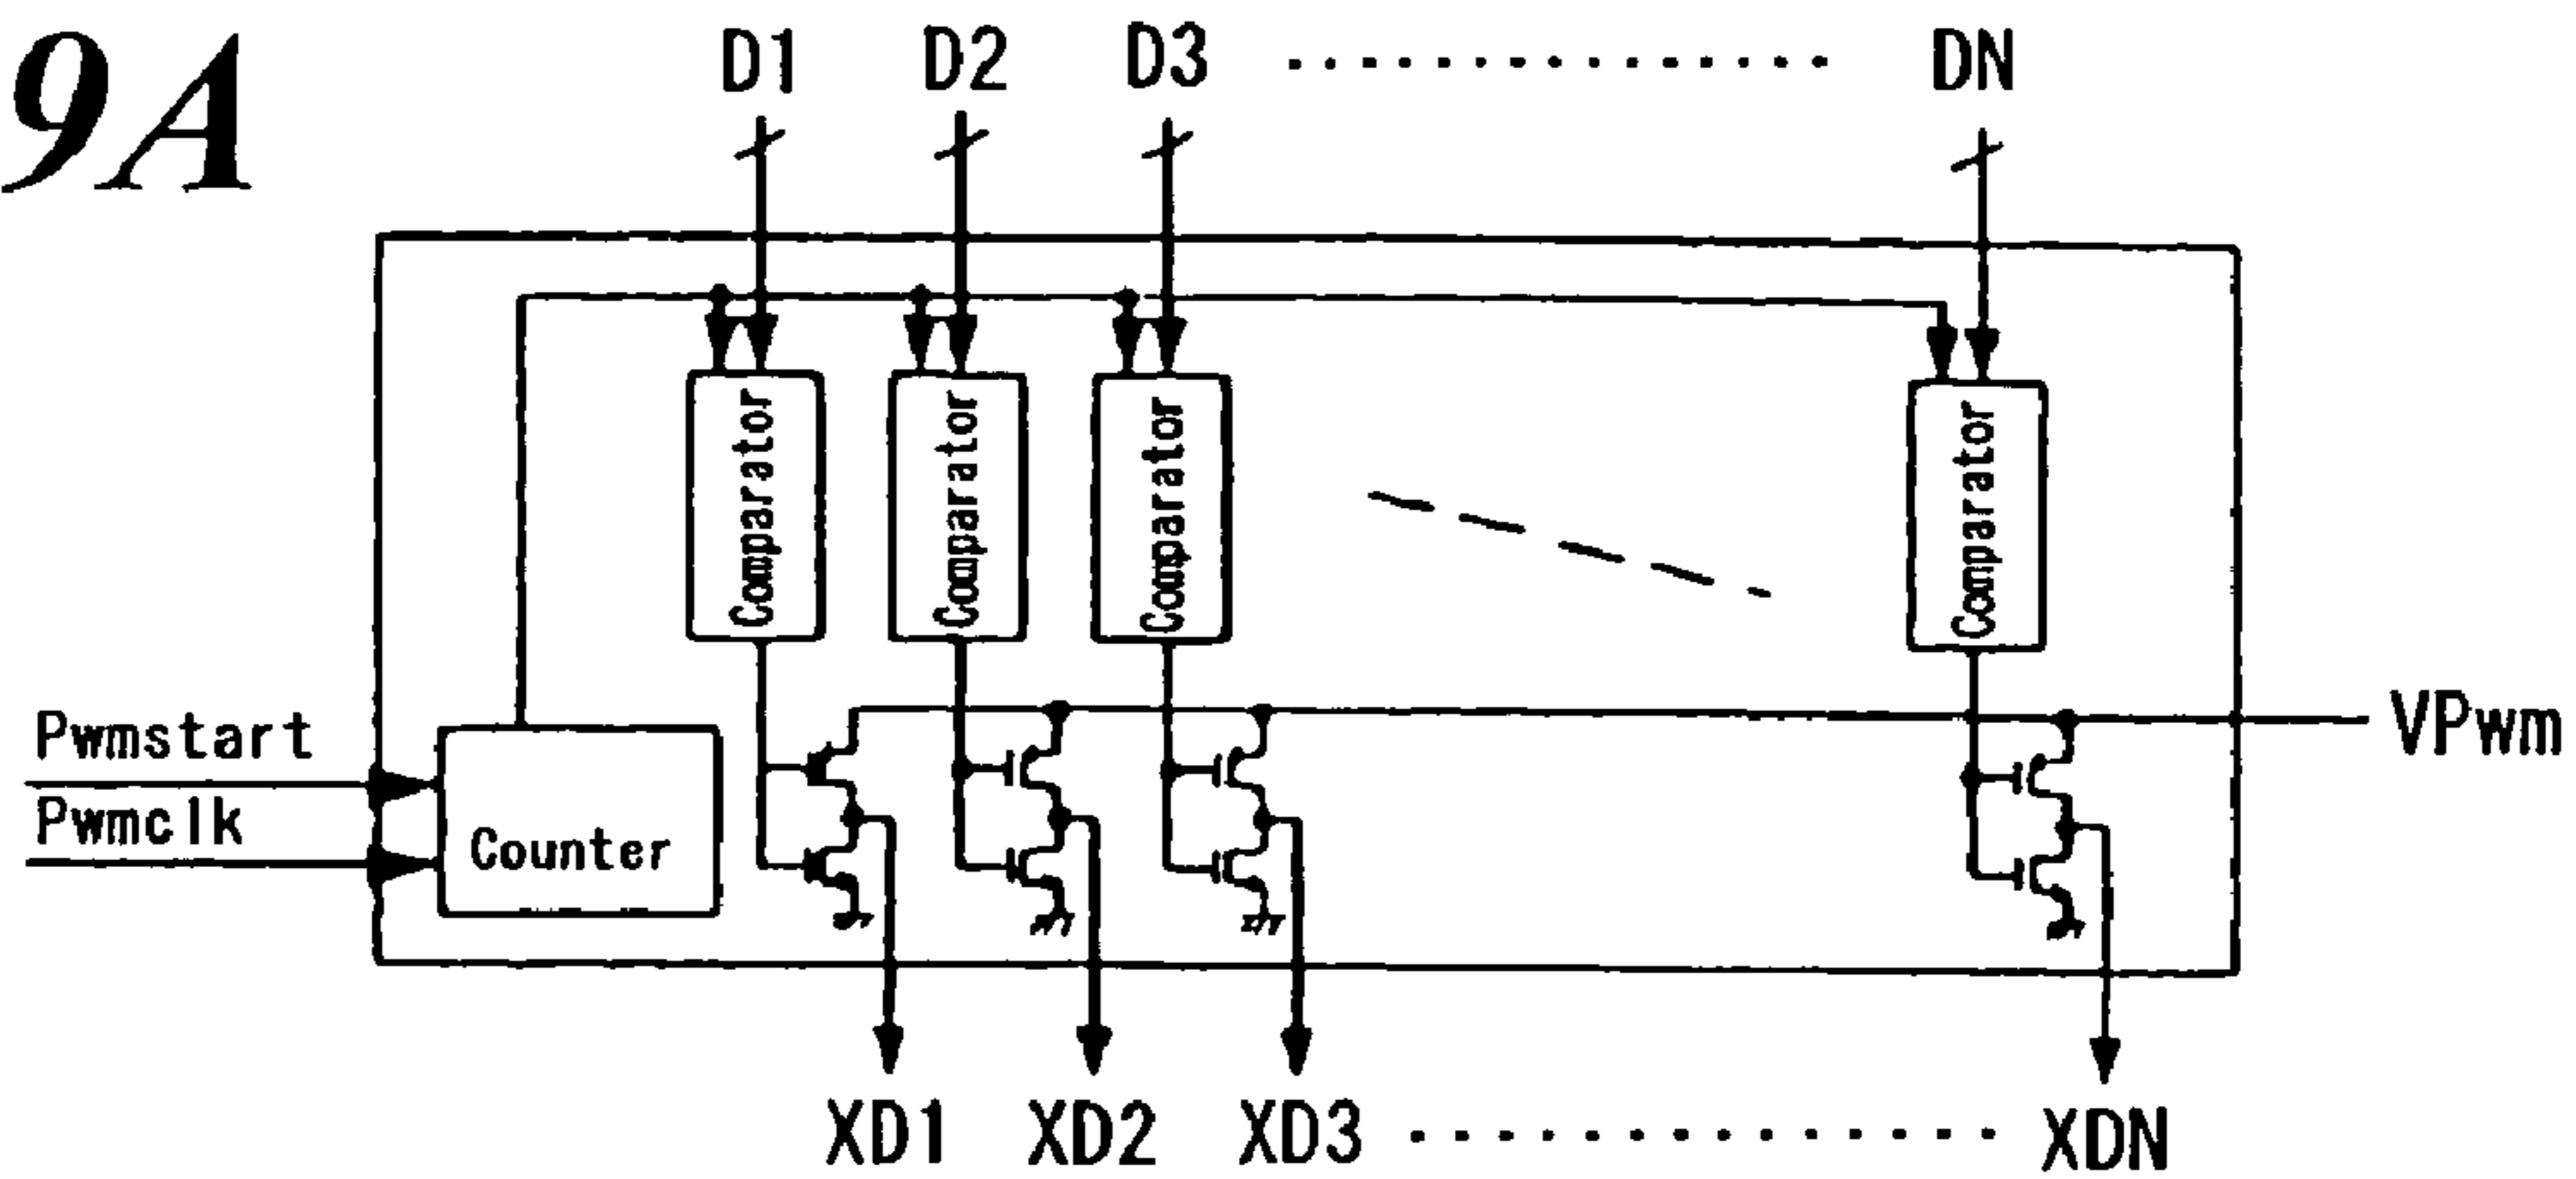 9A
D1 D2 D3 ............... DN
Comparator Comparator Comparator Comparator
Pwmstart
VPwm
Pwmclk
Counter
XD1 XD2 XD3 .............. XDN